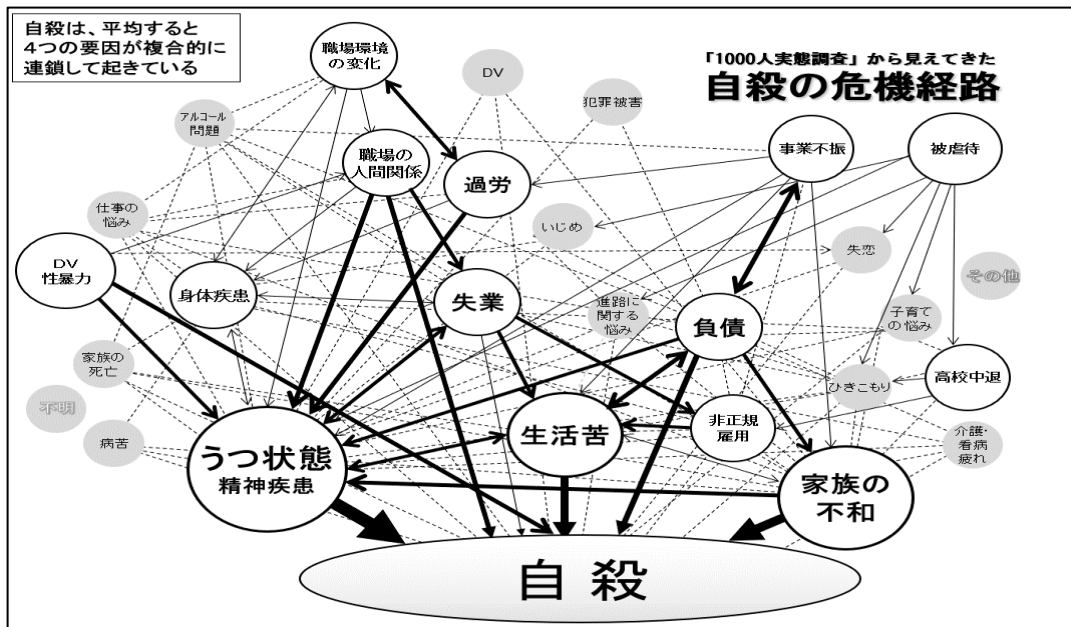 自殺は、平均すると
4つの要因が複合的に
連鎖して起きている
「1000人実態調査」から見えてきた
自殺の危機経路
職場環境
の変化
DV
犯罪被害
アルコール
問題
職場の
人間関係
過労
事業不振
被虐待
仕事の
悩み
いじめ
失恋
DV
性暴力
身体疾患
失業
進路に
関する
悩み
負債
その他
子育て
の悩み
家族の
死亡
ひきこもり
高校中退
不明
病苦
うつ状態
精神疾患
生活苦
非正規
雇用
介護・
看病
疲れ
家族の
不和
自殺